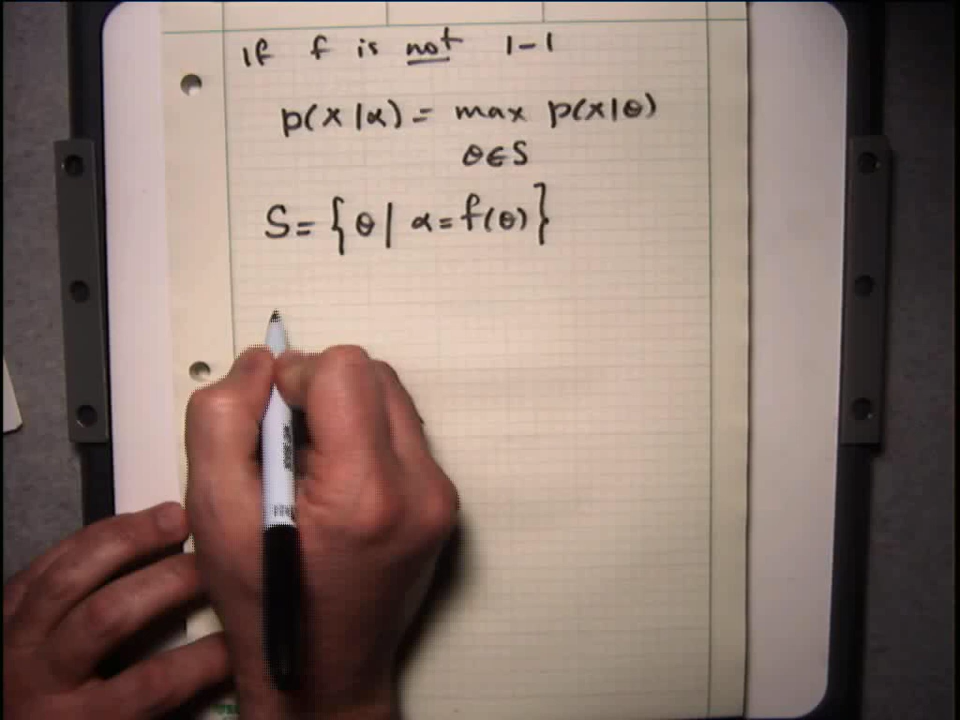 If f is not 1-1
p(x|α) = max p(x|θ)
θ∈S
S = {θ | α = f(θ)}